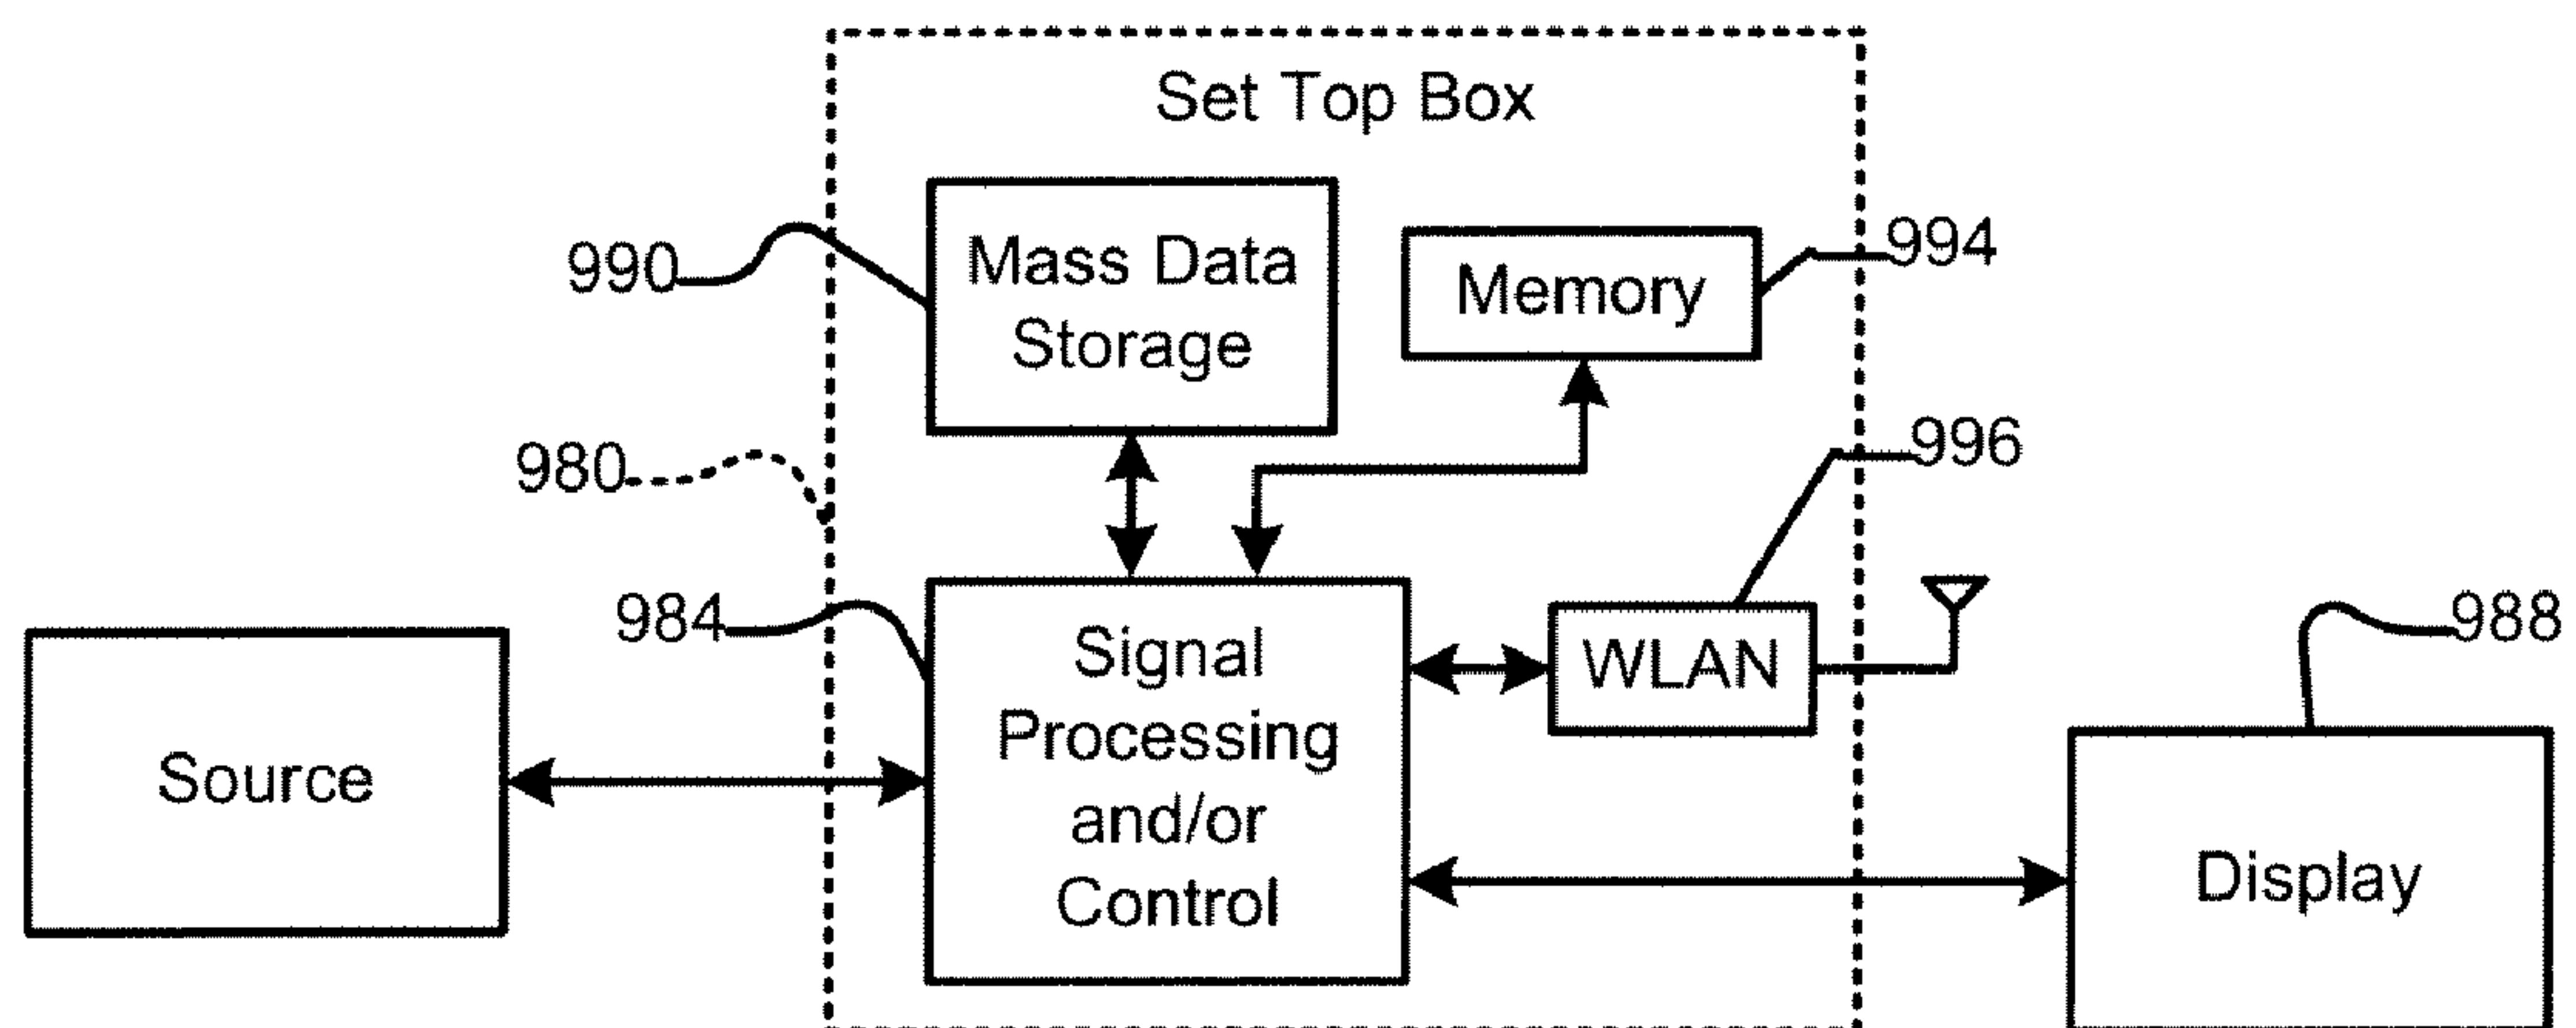 Set Top Box
990
Mass Data
Storage
Memory
994
980
996
984
Signal
Processing
and/or
Control
WLAN
988
Source
Display